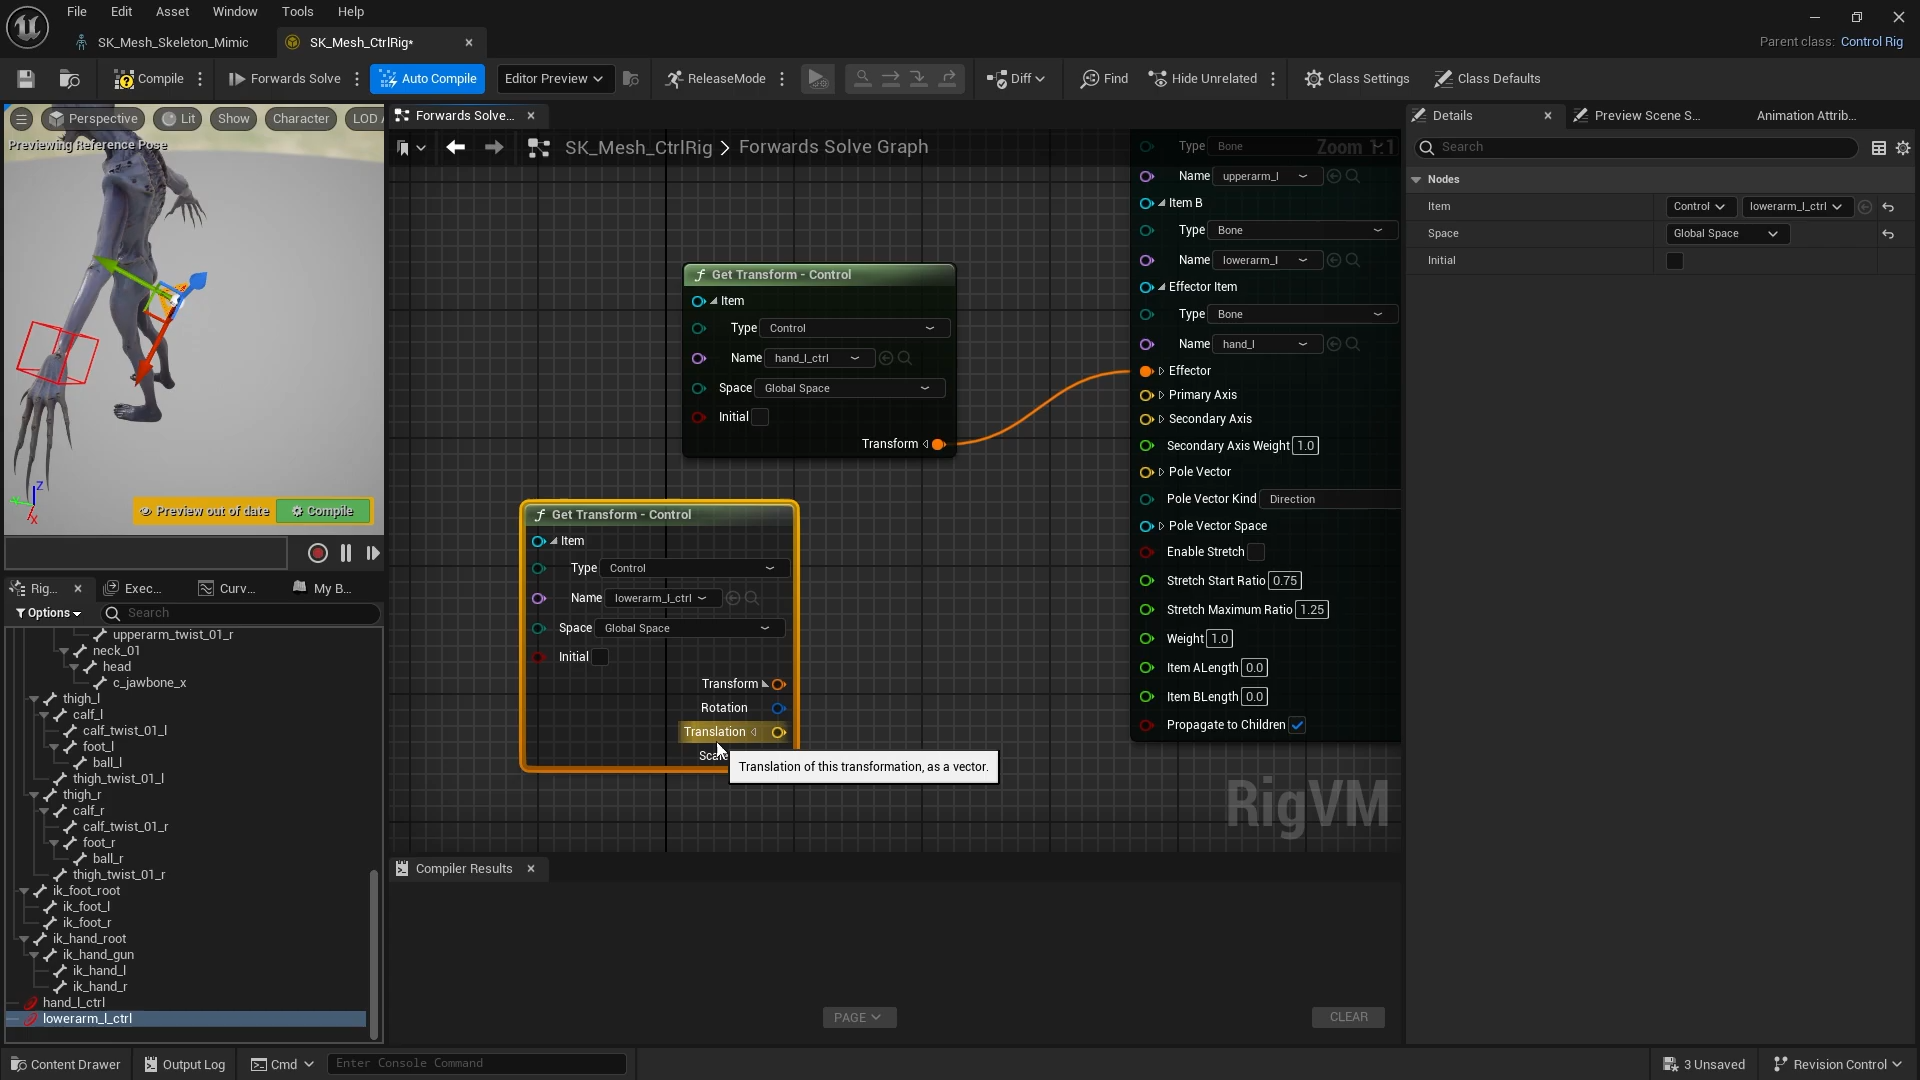 File Edit Asset Window Tools Help
SK_Mesh_Skeleton_Mimic
SK_Mesh_CtrlRig*
Parent class: Control Rig
Compile
Forwards Solve
Auto Compile
Editor Preview
ReleaseMode
Diff
Find
Hide Unrelated
Class Settings
Class Defaults
Perspective
Lit
Show
Character
LOD
Previewing Reference Pose
Z
X
Preview out of date
Compile
Rig...
Exec...
Curv...
My B...
Options
Search
upperarm_twist_01_r
neck_01
head
c_jawbone_x
thigh_l
calf_l
calf_twist_01_l
foot_l
ball_l
thigh_twist_01_l
thigh_r
calf_r
calf_twist_01_r
foot_r
ball_r
thigh_twist_01_r
ik_foot_root
ik_foot_l
ik_foot_r
ik_hand_root
ik_hand_gun
ik_hand_l
ik_hand_r
hand_l_ctrl
lowerarm_l_ctrl
Forwards Solve...
SK_Mesh_CtrlRig > Forwards Solve Graph
Zoom 1:1
Get Transform - Control
Item
Type Control
Name hand_l_ctrl
Space Global Space
Initial
Transform
Get Transform - Control
Item
Type Control
Name lowerarm_l_ctrl
Space Global Space
Initial
Transform
Rotation
Translation
Translation of this transformation, as a vector.
Type Bone
Name upperarm_l
Item B
Type Bone
Name lowerarm_l
Effector Item
Type Bone
Name hand_l
Effector
Primary Axis
Secondary Axis
Secondary Axis Weight 1.0
Pole Vector
Pole Vector Kind Direction
Pole Vector Space
Enable Stretch
Stretch Start Ratio 0.75
Stretch Maximum Ratio 1.25
Weight 1.0
Item ALength 0.0
Item BLength 0.0
Propagate to Children
RigVM
Compiler Results
PAGE
CLEAR
Details
Preview Scene S...
Animation Attrib...
Search
Nodes
Item Control lowerarm_l_ctrl
Space Global Space
Initial
Content Drawer
Output Log
Cmd
Enter Console Command
3 Unsaved
Revision Control